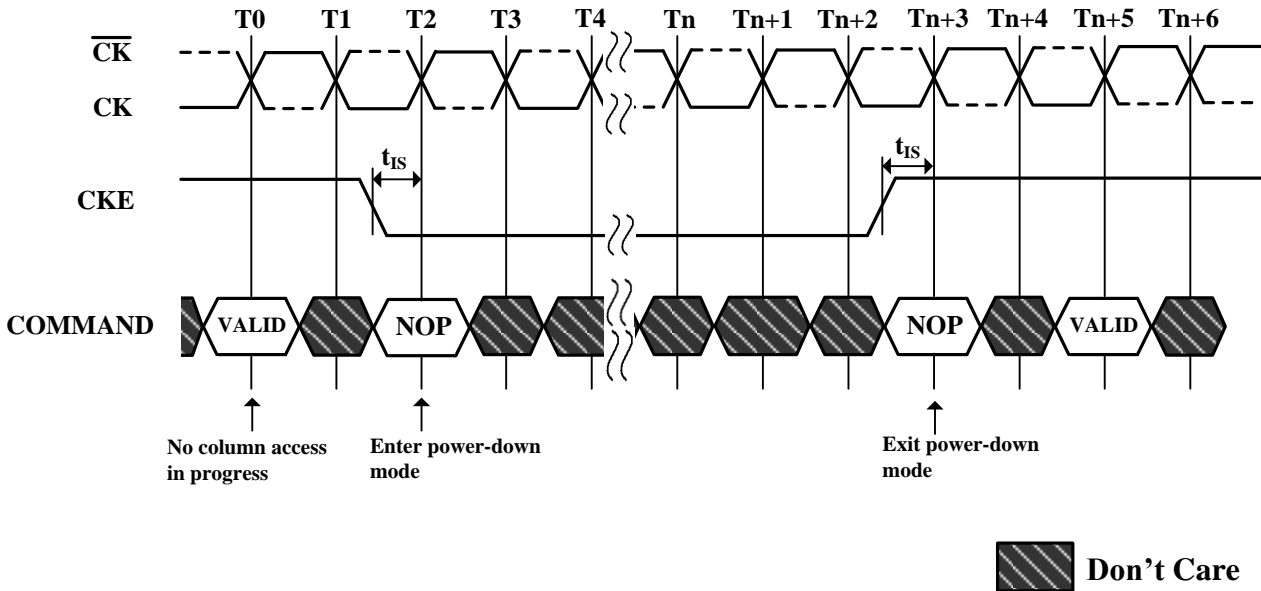 T0 T1 T2 T3 T4 Tn Tn+1 Tn+2 Tn+3 Tn+4 Tn+5 Tn+6
CK
CK
tIS tIS
CKE
COMMAND VALID NOP NOP VALID
No column access
in progress
Enter power-down
mode
Exit power-down
mode
Don't Care